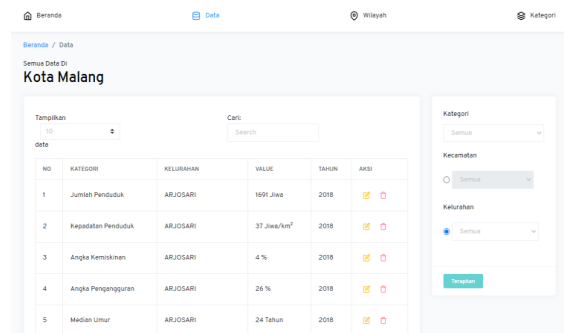 Beranda
Data
Wilayah
Kategori
Beranda / Data
Semua Data Di
Kota Malang
Tampilkan
10
data
Cari:
Search
NO KATEGORI KELURAHAN VALUE TAHUN AKSI
1 Jumlah Penduduk ARJOSARI 1691 Jiwa 2018
2 Kepadatan Penduduk ARJOSARI 37 Jiwa/km² 2018
3 Angka Kemiskinan ARJOSARI 4 % 2018
4 Angka Pengangguran ARJOSARI 26 % 2018
5 Median Umur ARJOSARI 24 Tahun 2018
Kategori
Semua
Kecamatan
Semua
Kelurahan
Semua
Terapkan